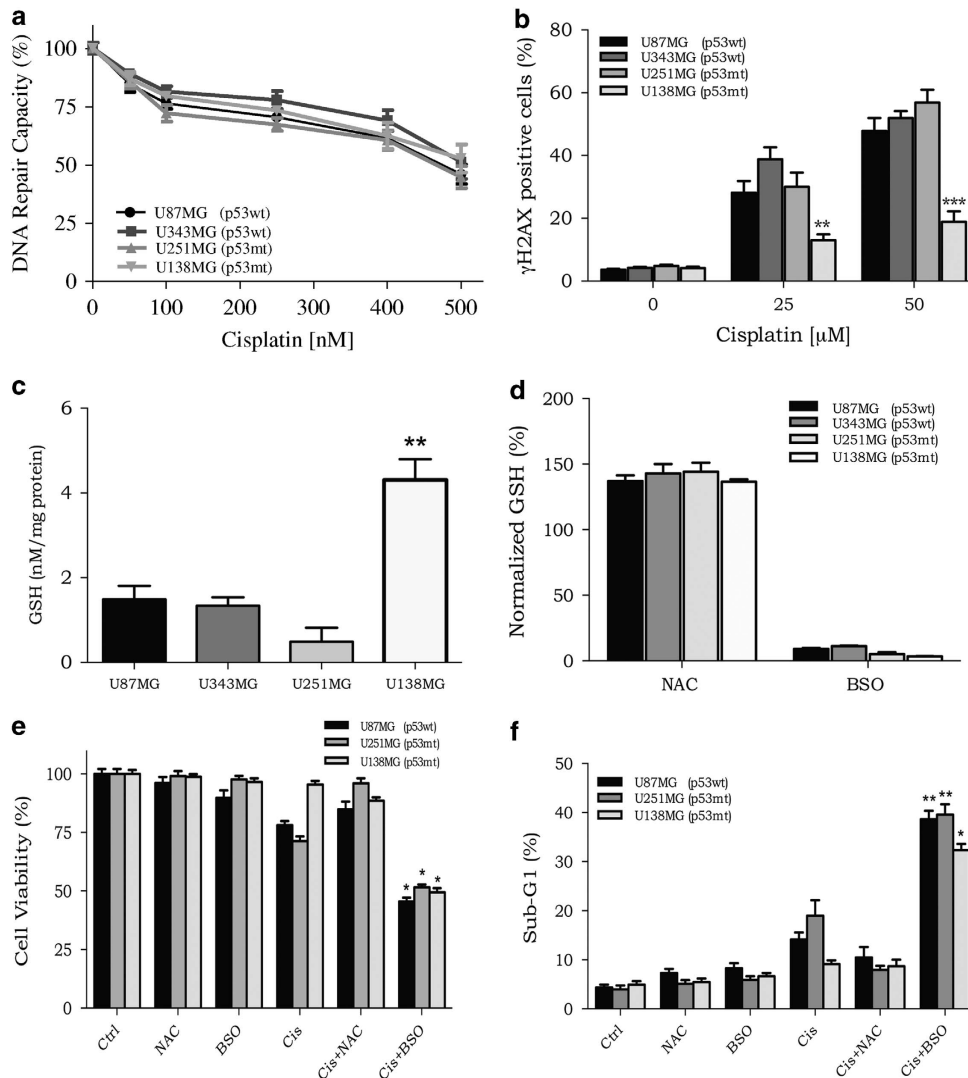 a
DNA Repair Capacity (%)
100
75
50
25
0
U87MG (p53wt)
U343MG (p53wt)
U251MG (p53mt)
U138MG (p53mt)
0 100 200 300 400 500
Cisplatin [nM]
b
γH2AX positive cells (%)
80
60
40
20
0
U87MG (p53wt)
U343MG (p53wt)
U251MG (p53mt)
U138MG (p53mt)
**
***
0 25 50
Cisplatin [μM]
c
GSH (nM/mg protein)
6
4
2
0
**
U87MG U343MG U251MG U138MG
d
Normalized GSH (%)
200
150
100
50
0
U87MG (p53wt)
U343MG (p53wt)
U251MG (p53mt)
U138MG (p53mt)
NAC BSO
e
Cell Viability (%)
100
75
50
25
0
U87MG (p53wt)
U251MG (p53mt)
U138MG (p53mt)
* * *
Ctrl NAC BSO Cis Cis+NAC Cis+BSO
f
Sub-G1 (%)
50
40
30
20
10
0
U87MG (p53wt)
U251MG (p53mt)
U138MG (p53mt)
** ** *
Ctrl NAC BSO Cis Cis+NAC Cis+BSO